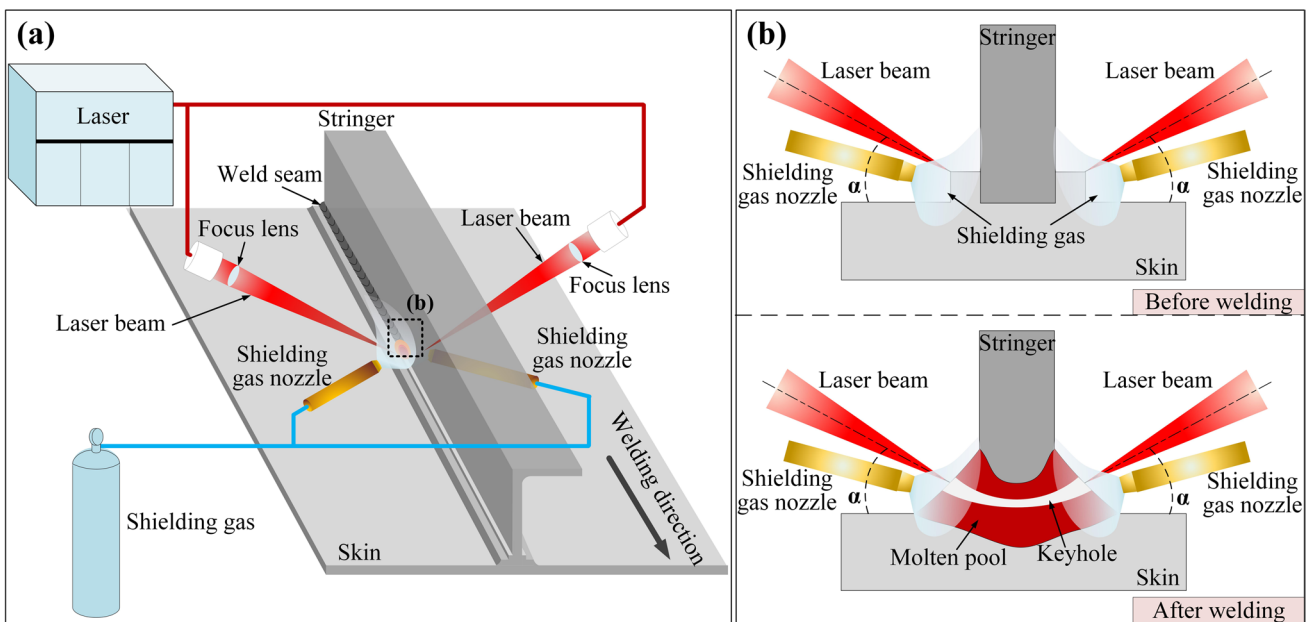 (a)
Laser
Stringer
Weld seam
Laser beam
Focus lens
Focus lens
(b)
Laser beam
Shielding
gas nozzle
Shielding
gas nozzle
Welding direction
Shielding gas
Skin
(b)
Stringer
Laser beam
Laser beam
Shielding
gas nozzle
α
α
Shielding
gas nozzle
Shielding gas
Skin
Before welding
Stringer
Laser beam
Laser beam
Shielding
gas nozzle
α
α
Shielding
gas nozzle
Molten pool
Keyhole
Skin
After welding